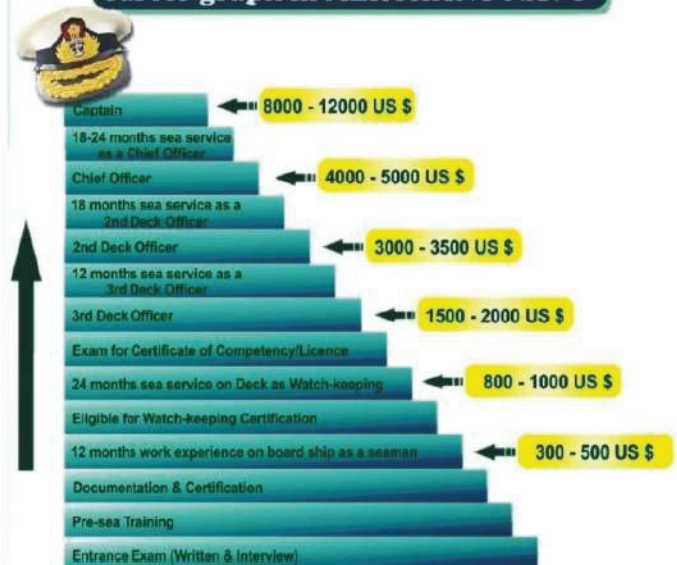 Captain
8000 - 12000 US $
18-24 months sea service
as a Chief Officer
Chief Officer
4000 - 5000 US $
18 months sea service as a
2nd Deck Officer
2nd Deck Officer
3000 - 3500 US $
12 months sea service as a
3rd Deck Officer
3rd Deck Officer
1500 - 2000 US $
Exam for Certificate of Competency/Licence
24 months sea service on Deck as Watch-keeping
800 - 1000 US $
Eligible for Watch-keeping Certification
12 months work experience on board ship as a seaman
300 - 500 US $
Documentation & Certification
Pre-sea Training
Entrance Exam (Written & Interview)